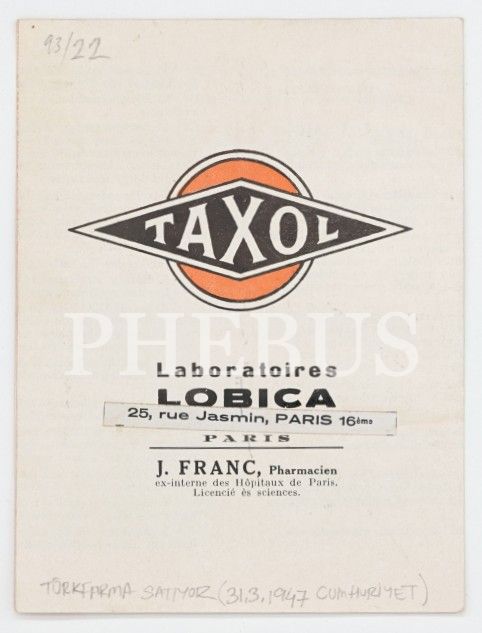 93/22
TAXOL
PHEBUS
Laboratoires
LOBICA
25, rue Jasmin, PARIS 16ème
PARIS
J. FRANC, Pharmacien
ex-interne des Hôpitaux de Paris.
Licencié ès sciences.
TÜRKFARMA SATIYOR (31.3.1947 CUMHURİYET)